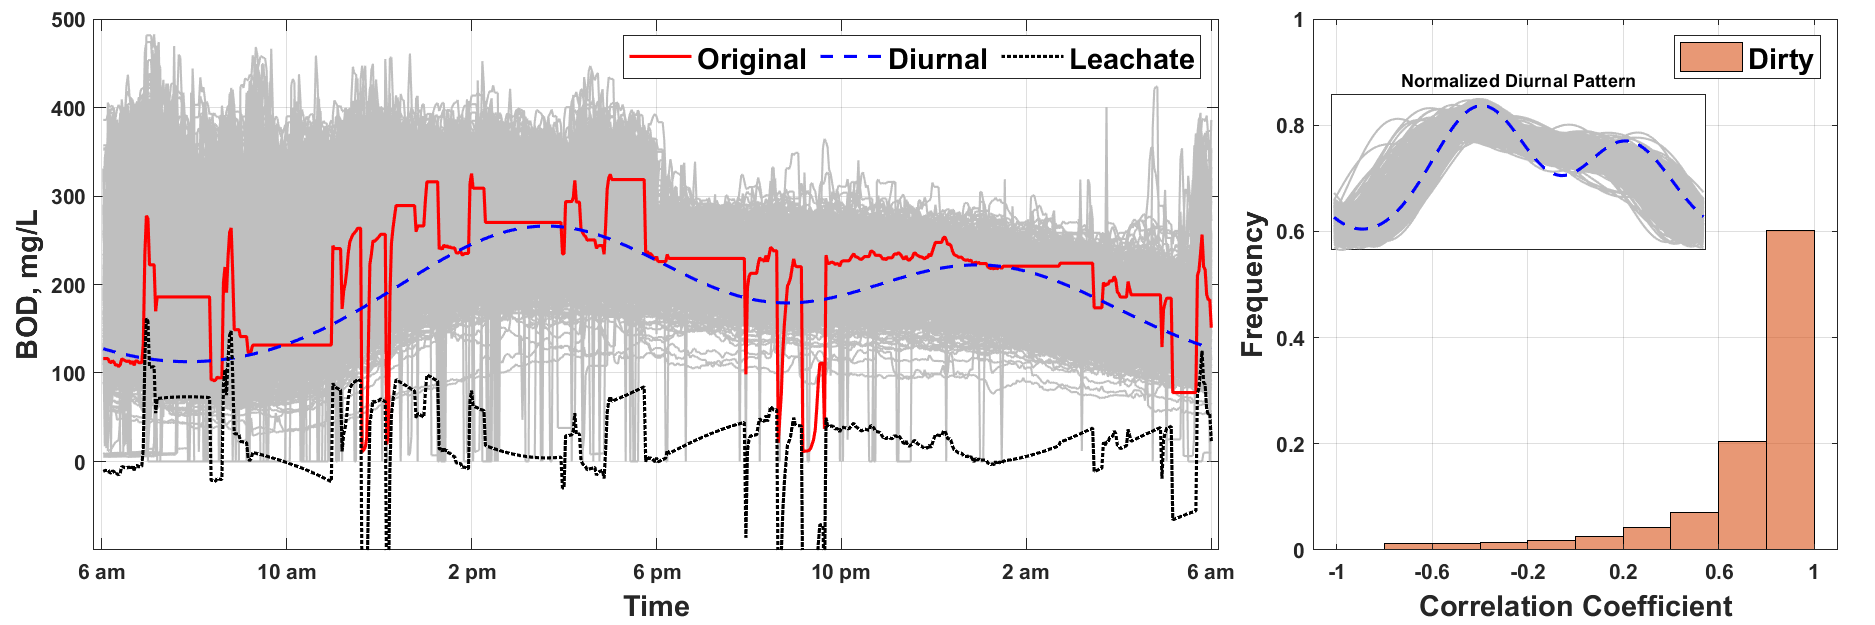 500
400
300
200
100
0
BOD, mg/L
Original Diurnal Leachate
6 am 10 am 2 pm 6 pm 10 pm 2 am 6 am
Time
1
0.8
0.6
0.4
0.2
0
Frequency
Dirty
Normalized Diurnal Pattern
-1 -0.6 -0.2 0.2 0.6 1
Correlation Coefficient